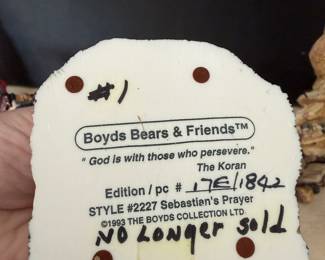 #1
Boyds Bears & Friends™
" God is with those who persevere."
The Koran
Edition / pc # 17E/1842
STYLE #2227 Sebastien's Prayer
©1993 THE BOYDS COLLECTION LTD
NO LONGER SOLD